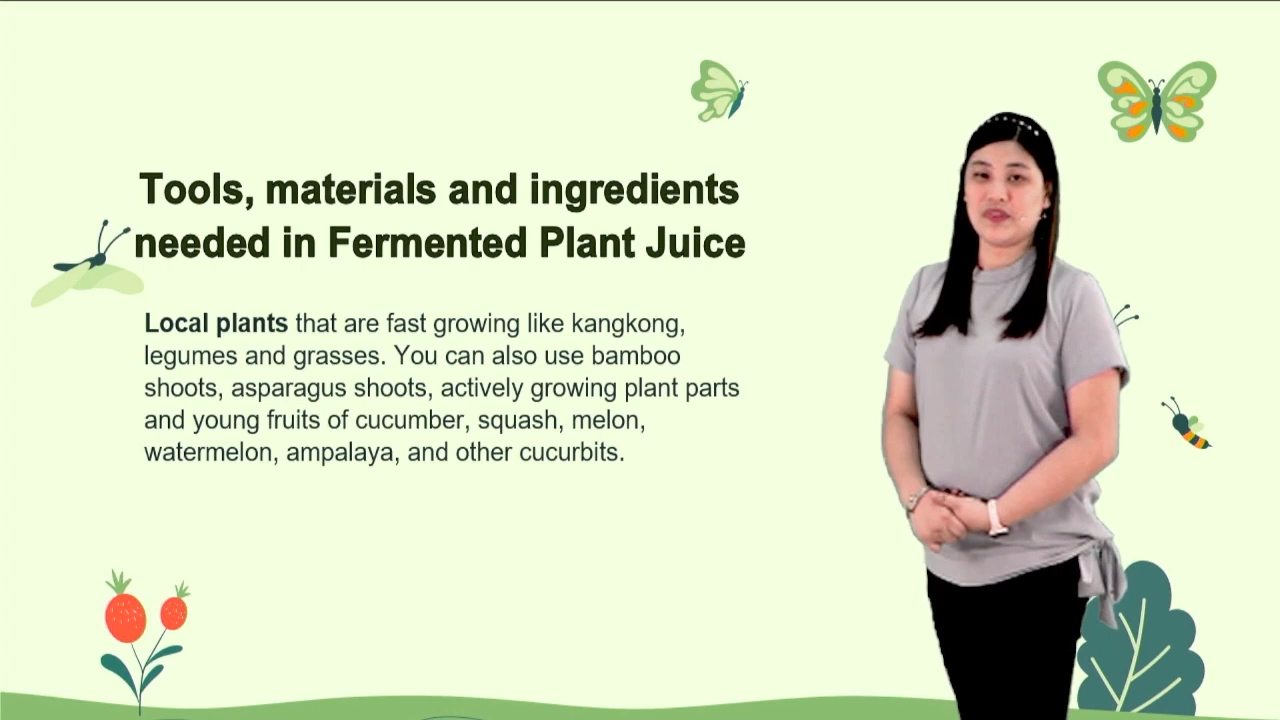 Tools, materials and ingredients
needed in Fermented Plant Juice
Local plants that are fast growing like kangkong,
legumes and grasses. You can also use bamboo
shoots, asparagus shoots, actively growing plant parts
and young fruits of cucumber, squash, melon,
watermelon, ampalaya, and other cucurbits.